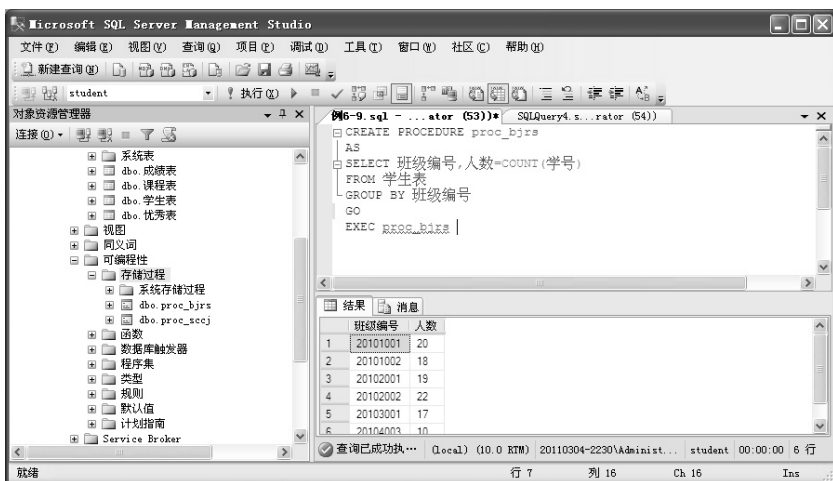 Microsoft SQL Server Management Studio
文件(F) 编辑(E) 视图(V) 查询(Q) 项目(P) 调试(D) 工具(T) 窗口(W) 社区(C) 帮助(H)
新建查询(N)
student 执行(X)
对象资源管理器
连接(O)
系统表
dbo.成绩表
dbo.课程表
dbo.学生表
dbo.优秀表
视图
同义词
可编程性
存储过程
系统存储过程
dbo.proc_bjrs
dbo.proc_sccj
函数
数据库触发器
程序集
类型
规则
默认值
计划指南
Service Broker
例6-9.sql - ...ator (53))* SQLQuery4.s...rator (54))
CREATE PROCEDURE proc_bjrs
AS
SELECT 班级编号,人数=COUNT(学号)
FROM 学生表
GROUP BY 班级编号
GO
EXEC proc_bjrs
结果 消息
班级编号 人数
1 20101001 20
2 20101002 18
3 20102001 19
4 20102002 22
5 20103001 17
6 20104003 10
查询已成功执... (local) (10.0 RTM) 20110304-2230\Administ... student 00:00:00 6 行
就绪 行 7 列 16 Ch 16 Ins